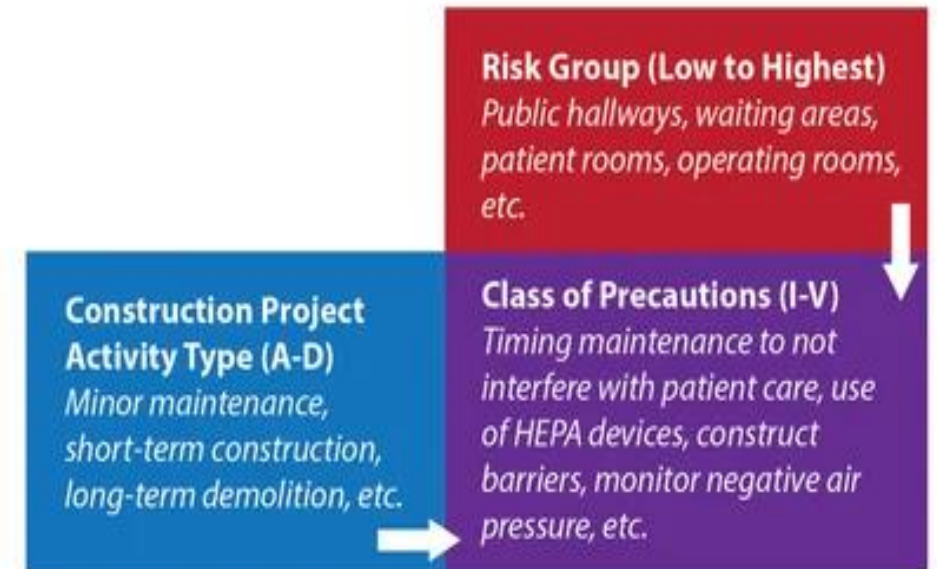 Risk Group (Low to Highest)
Public hallways, waiting areas,
patient rooms, operating rooms,
etc.
Construction Project
Activity Type (A-D)
Minor maintenance,
short-term construction,
long-term demolition, etc.
Class of Precautions (I-V)
Timing maintenance to not
interfere with patient care, use
of HEPA devices, construct
barriers, monitor negative air
pressure, etc.